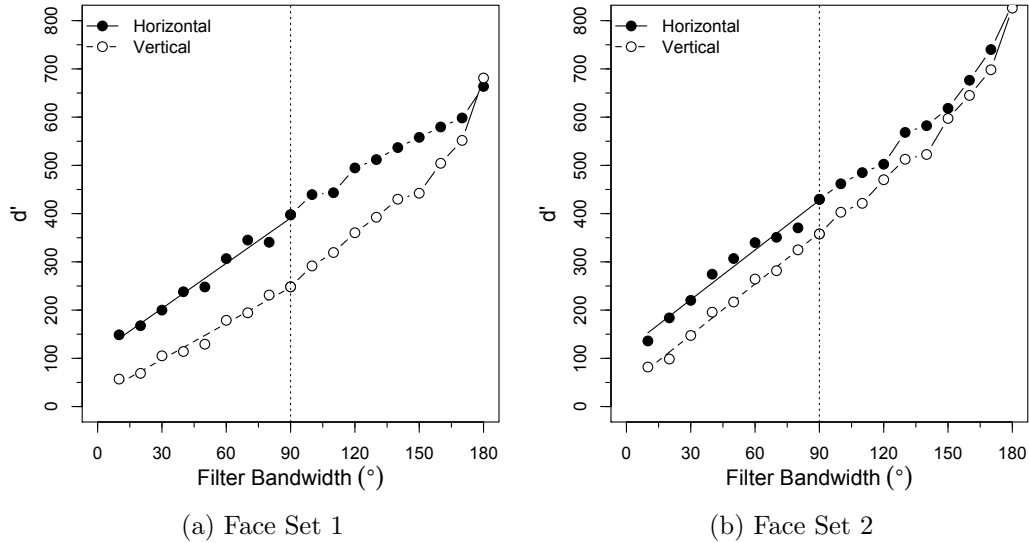 Horizontal
Vertical
800
700
600
500
400
300
200
100
0
d'
0 30 60 90 120 150 180
Filter Bandwidth (°)
(a) Face Set 1
Horizontal
Vertical
800
700
600
500
400
300
200
100
0
d'
0 30 60 90 120 150 180
Filter Bandwidth (°)
(b) Face Set 2